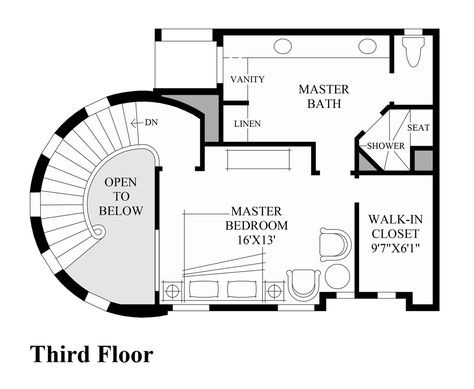 VANITY
MASTER
BATH
DN
LINEN
SEAT
SHOWER
OPEN
TO
BELOW
MASTER
BEDROOM
16'X13'
WALK-IN
CLOSET
9'7"X6'1"
Third Floor